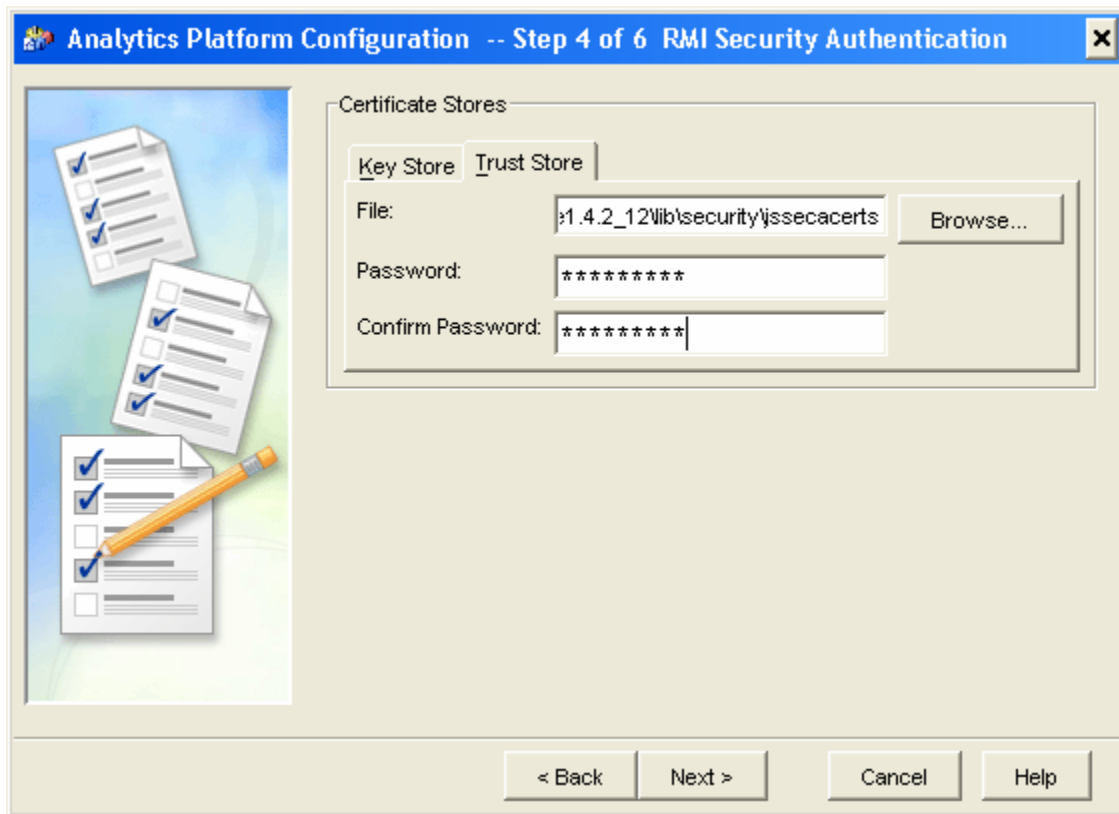 Analytics Platform Configuration -- Step 4 of 6 RMI Security Authentication
Certificate Stores
Key Store Trust Store
File: e1.4.2_12\lib\security\jssecacerts Browse...
Password: *********
Confirm Password: *********
< Back Next > Cancel Help